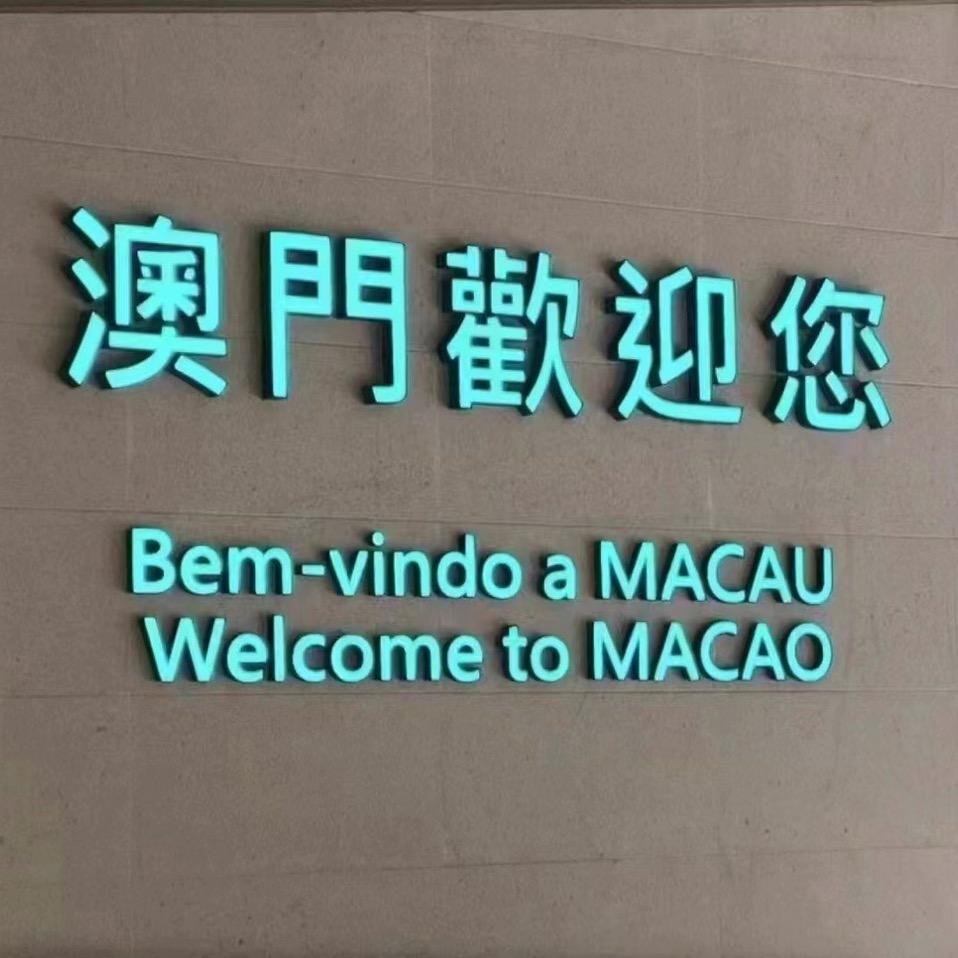 澳門歡迎您
Bem-vindo a MACAU
Welcome to MACAO